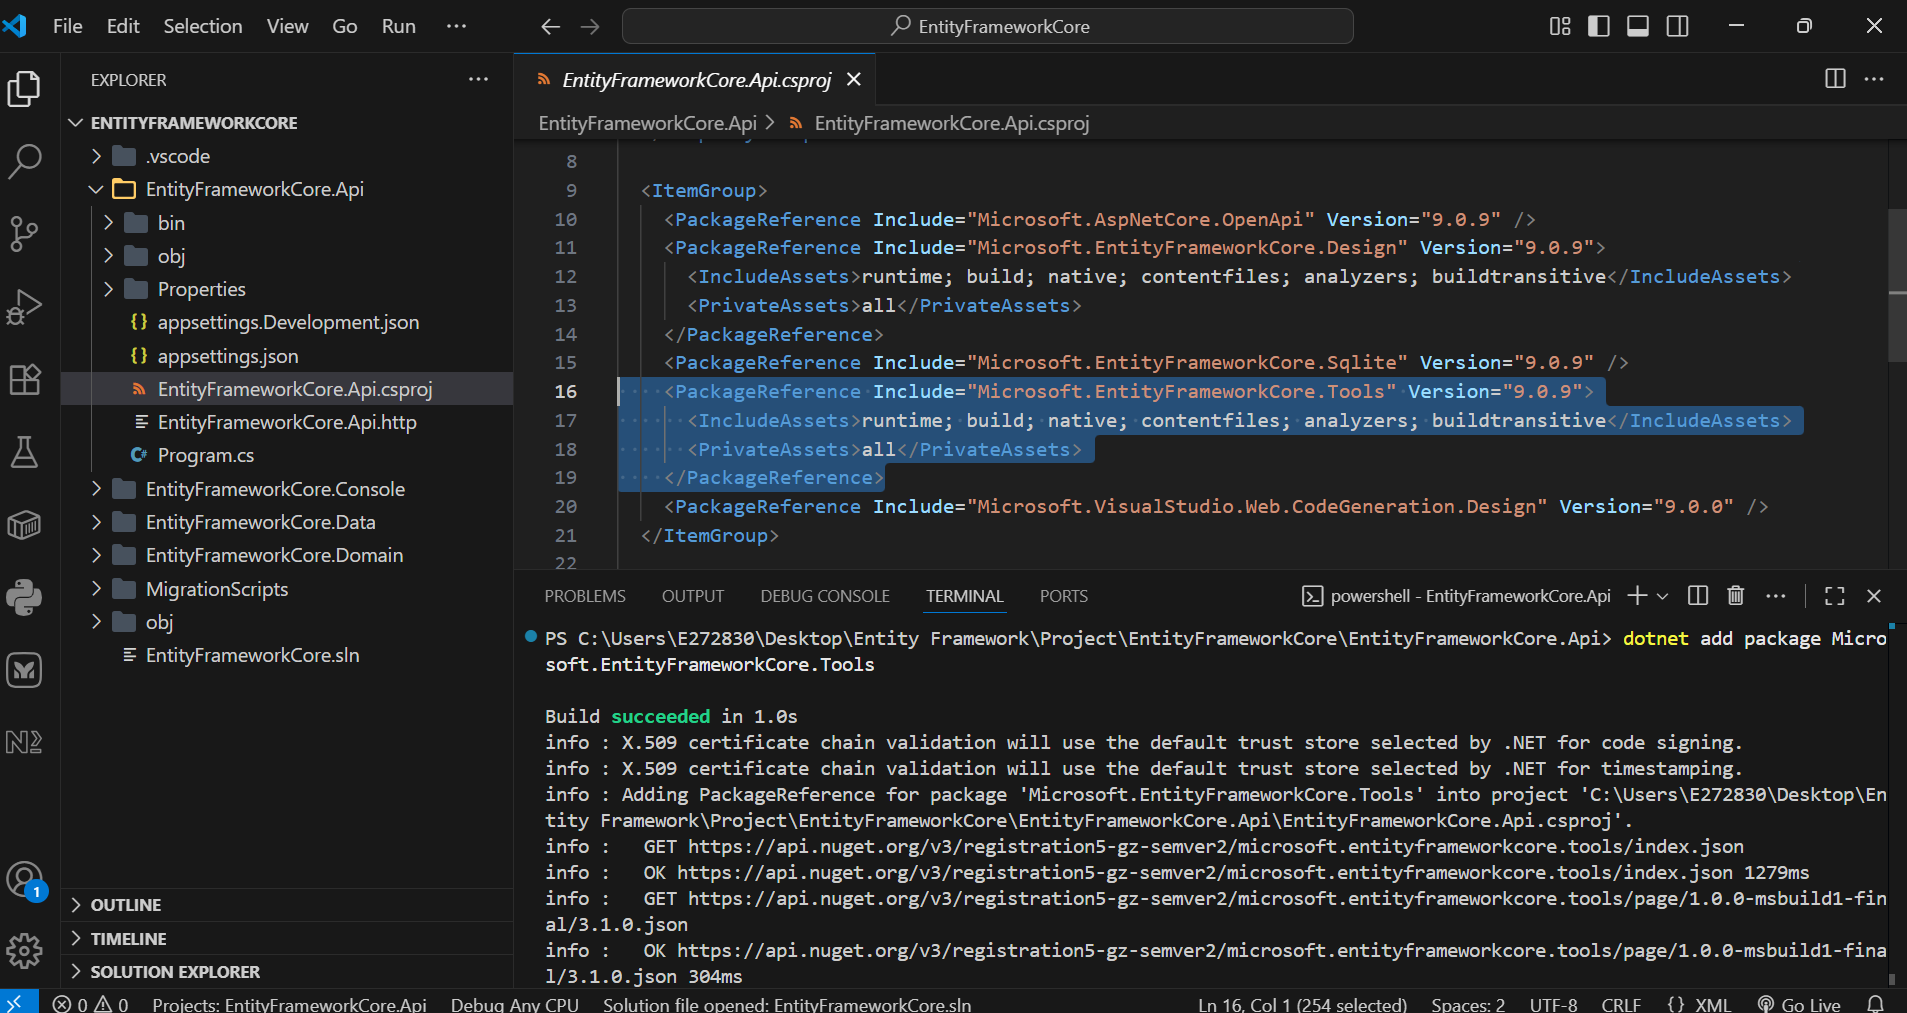 File Edit Selection View Go Run ···
EntityFrameworkCore
EXPLORER
ENTITYFRAMEWORKCORE
.vscode
EntityFrameworkCore.Api
bin
obj
Properties
{} appsettings.Development.json
{} appsettings.json
EntityFrameworkCore.Api.csproj
EntityFrameworkCore.Api.http
C# Program.cs
EntityFrameworkCore.Console
EntityFrameworkCore.Data
EntityFrameworkCore.Domain
MigrationScripts
obj
EntityFrameworkCore.sln
OUTLINE
TIMELINE
SOLUTION EXPLORER
1
EntityFrameworkCore.Api.csproj
EntityFrameworkCore.Api > EntityFrameworkCore.Api.csproj
8
9 <ItemGroup>
10 <PackageReference Include="Microsoft.AspNetCore.OpenApi" Version="9.0.9" />
11 <PackageReference Include="Microsoft.EntityFrameworkCore.Design" Version="9.0.9">
12 <IncludeAssets>runtime; build; native; contentfiles; analyzers; buildtransitive</IncludeAssets>
13 <PrivateAssets>all</PrivateAssets>
14 </PackageReference>
15 <PackageReference Include="Microsoft.EntityFrameworkCore.Sqlite" Version="9.0.9" />
16 <PackageReference Include="Microsoft.EntityFrameworkCore.Tools" Version="9.0.9">
17 <IncludeAssets>runtime; build; native; contentfiles; analyzers; buildtransitive</IncludeAssets>
18 <PrivateAssets>all</PrivateAssets>
19 </PackageReference>
20 <PackageReference Include="Microsoft.VisualStudio.Web.CodeGeneration.Design" Version="9.0.0" />
21 </ItemGroup>
22
PROBLEMS OUTPUT DEBUG CONSOLE TERMINAL PORTS
powershell - EntityFrameworkCore.Api
PS C:\Users\E272830\Desktop\Entity Framework\Project\EntityFrameworkCore\EntityFrameworkCore.Api> dotnet add package Micro
soft.EntityFrameworkCore.Tools
Build succeeded in 1.0s
info : X.509 certificate chain validation will use the default trust store selected by .NET for code signing.
info : X.509 certificate chain validation will use the default trust store selected by .NET for timestamping.
info : Adding PackageReference for package 'Microsoft.EntityFrameworkCore.Tools' into project 'C:\Users\E272830\Desktop\En
tity Framework\Project\EntityFrameworkCore\EntityFrameworkCore.Api\EntityFrameworkCore.Api.csproj'.
info :   GET https://api.nuget.org/v3/registration5-gz-semver2/microsoft.entityframeworkcore.tools/index.json
info :   OK https://api.nuget.org/v3/registration5-gz-semver2/microsoft.entityframeworkcore.tools/index.json 1279ms
info :   GET https://api.nuget.org/v3/registration5-gz-semver2/microsoft.entityframeworkcore.tools/page/1.0.0-msbuild1-fin
al/3.1.0.json
info :   OK https://api.nuget.org/v3/registration5-gz-semver2/microsoft.entityframeworkcore.tools/page/1.0.0-msbuild1-fina
l/3.1.0.json 304ms
0 0 Projects: EntityFrameworkCore.Api Debug Any CPU Solution file opened: EntityFrameworkCore.sln Ln 16, Col 1 (254 selected) Spaces: 2 UTF-8 CRLF {} XML Go Live